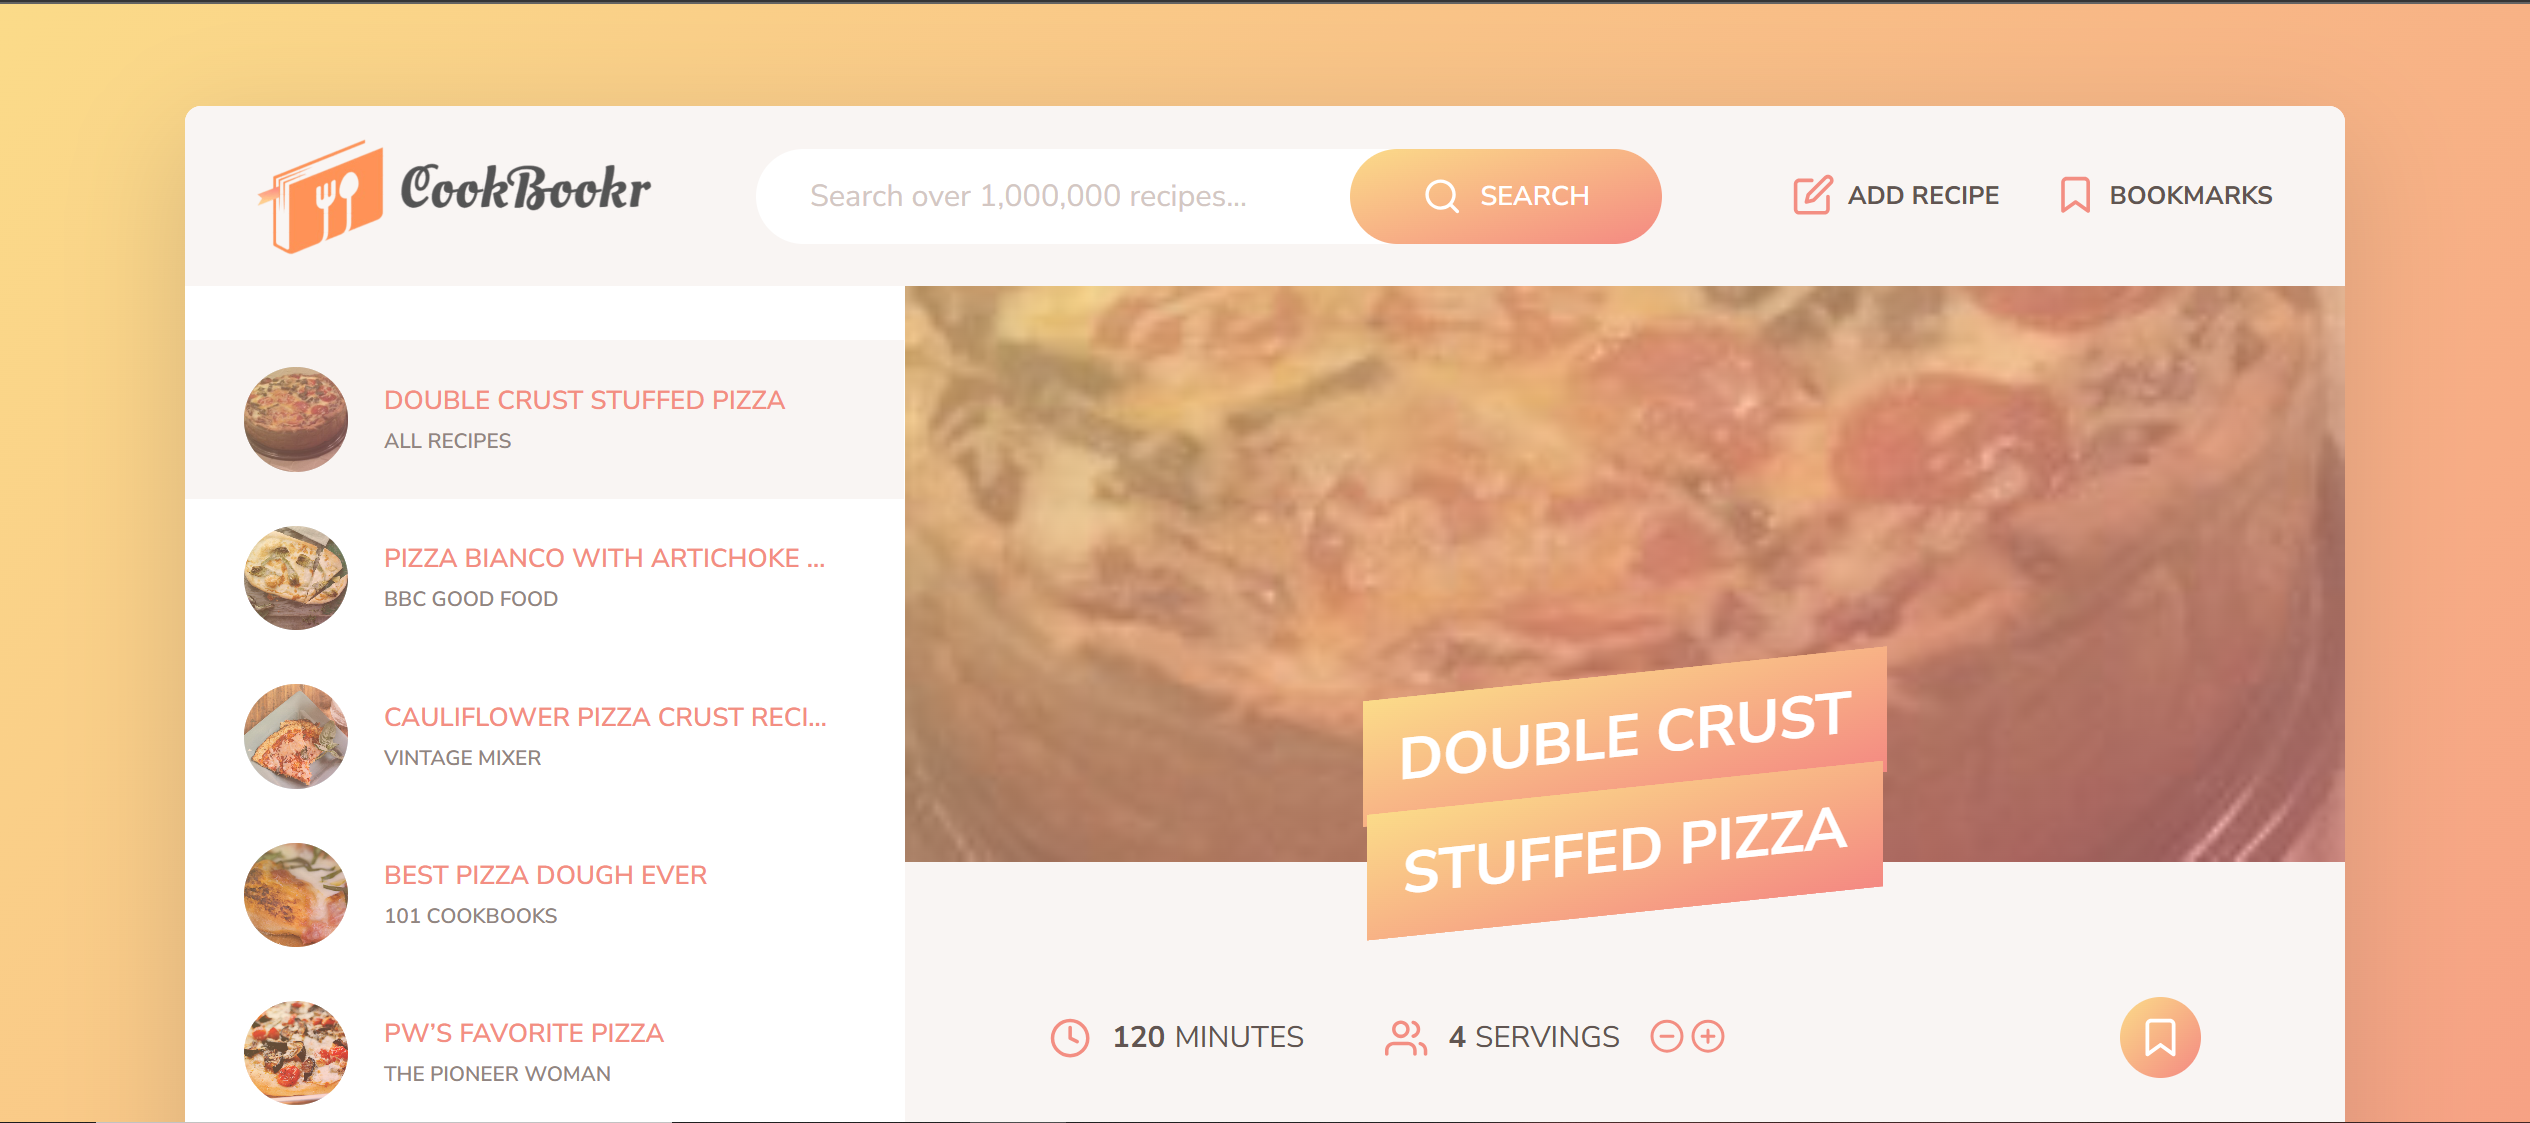 CookBookr
Search over 1,000,000 recipes...
SEARCH
ADD RECIPE
BOOKMARKS
DOUBLE CRUST STUFFED PIZZA
ALL RECIPES
PIZZA BIANCO WITH ARTICHOKE ...
BBC GOOD FOOD
CAULIFLOWER PIZZA CRUST RECI...
VINTAGE MIXER
BEST PIZZA DOUGH EVER
101 COOKBOOKS
PW’S FAVORITE PIZZA
THE PIONEER WOMAN
DOUBLE CRUST
STUFFED PIZZA
120 MINUTES
4 SERVINGS